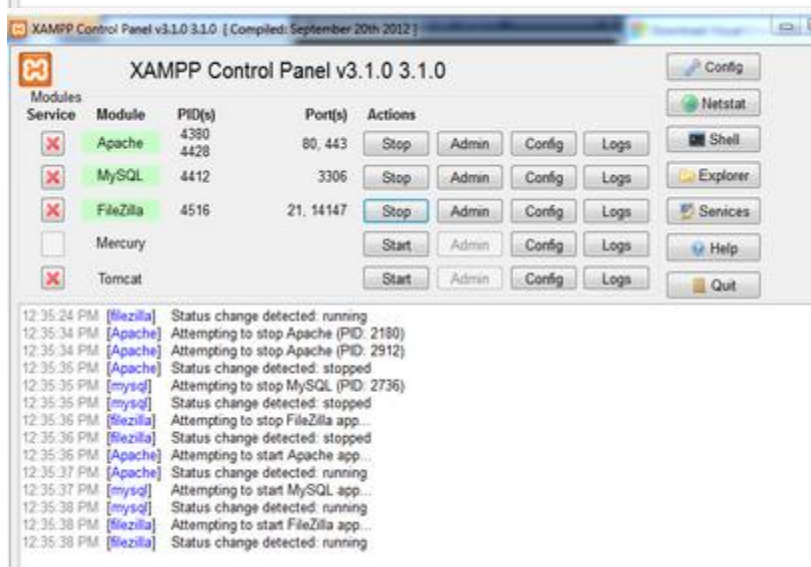 XAMPP Control Panel v3.1.0 3.1.0 [ Compiled: September 20th 2012 ]
XAMPP Control Panel v3.1.0 3.1.0
Config
Modules
Service Module PID(s) Port(s) Actions
Netstat
Apache 4380 4428 80, 443 Stop Admin Config Logs
Shell
MySQL 4412 3306 Stop Admin Config Logs
Explorer
FileZilla 4516 21, 14147 Stop Admin Config Logs
Services
Mercury Start Admin Config Logs
Help
Tomcat Start Admin Config Logs
Quit
12:35:24 PM [filezilla] Status change detected: running
12:35:34 PM [Apache] Attempting to stop Apache (PID: 2180)
12:35:34 PM [Apache] Attempting to stop Apache (PID: 2912)
12:35:35 PM [Apache] Status change detected: stopped
12:35:35 PM [mysql] Attempting to stop MySQL (PID: 2736)
12:35:35 PM [mysql] Status change detected: stopped
12:35:36 PM [filezilla] Attempting to stop FileZilla app...
12:35:36 PM [filezilla] Status change detected: stopped
12:35:36 PM [Apache] Attempting to start Apache app...
12:35:37 PM [Apache] Status change detected: running
12:35:37 PM [mysql] Attempting to start MySQL app...
12:35:38 PM [mysql] Status change detected: running
12:35:38 PM [filezilla] Attempting to start FileZilla app...
12:35:38 PM [filezilla] Status change detected: running